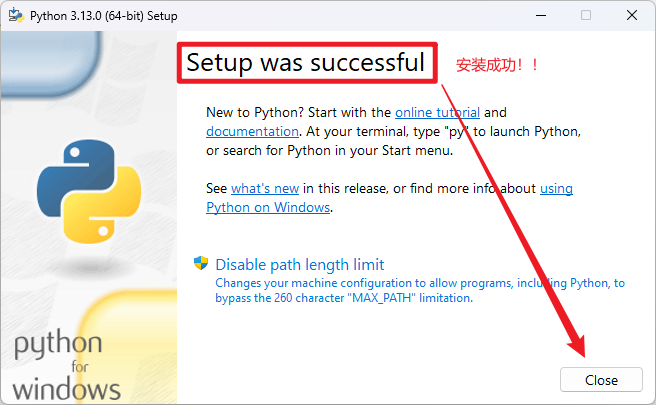 Python 3.13.0 (64-bit) Setup
Setup was successful
安装成功！！
New to Python? Start with the online tutorial and
documentation. At your terminal, type "py" to launch Python,
or search for Python in your Start menu.
See what's new in this release, or find more info about using
Python on Windows.
Disable path length limit
Changes your machine configuration to allow programs, including Python, to
bypass the 260 character "MAX_PATH" limitation.
python
for
windows
Close